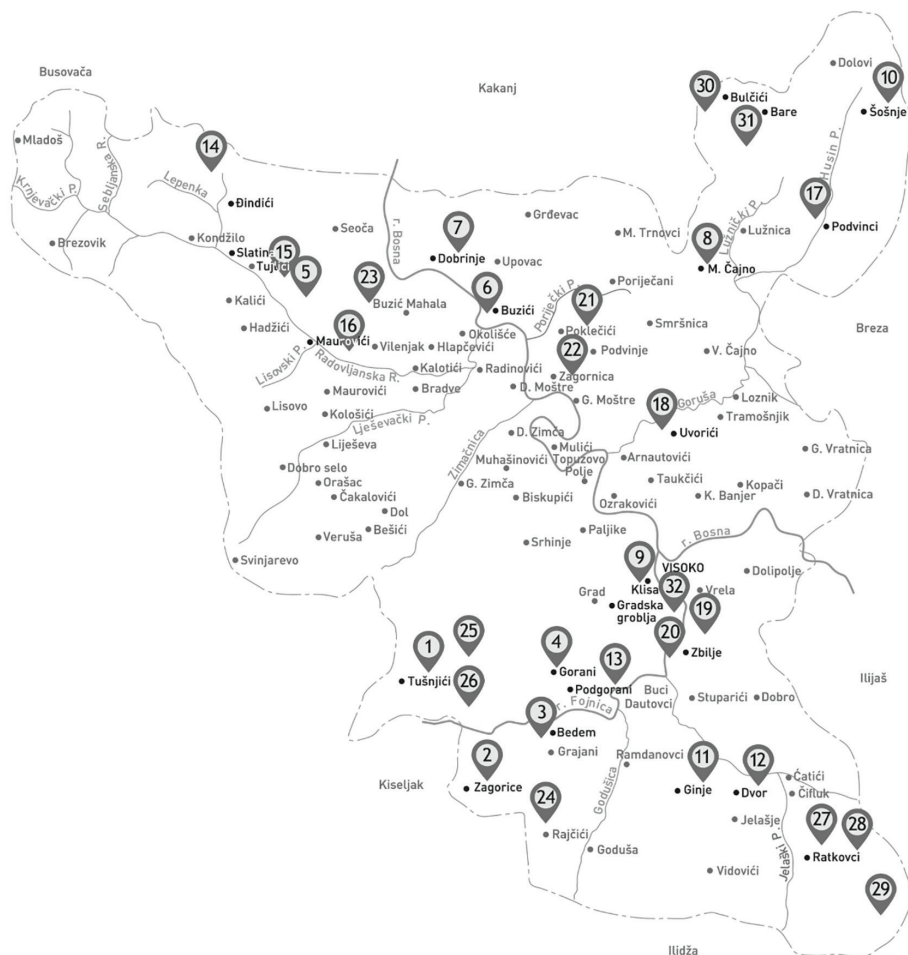 Busovača
Kakanj
Dolovi
10
30
Bulčići
Bare
Šošnje
31
Mladoš
Sebljanska R.
14
Krnjevački P.
Lepenka
Husin P.
17
Đindići
Grđevac
Lužnički P.
Lužnica
Podvinci
Seoča
r. Bosna
7
M. Trnovci
8
Kondžilo
Brezovik
Slatina
15
Dobrinje
Upovac
M. Čajno
Tujeci
5
23
6
Poriječani
Kalići
Buzić Mahala
Buzići
Poriječki P.
21
Hadžići
16
Okolišće
Poklečići
Smršnica
Breza
Maurovići
Vilenjak
Hlapčevići
22
Podvinje
V. Čajno
Lisovski P.
Radovljanska R.
Kalotići
Radinovići
Zagornica
Maurovići
Bradve
D. Moštre
G. Moštre
18
Goruša
Loznik
Lisovo
Kološići
Tramošnjik
Lješevački P.
Uvorići
Liješeva
Zimačnica
D. Zimča
Mulići
G. Vratnica
Dobro selo
Muhašinovići
Topuzovo
Polje
Arnautovići
Orašac
G. Zimča
Taukčići
Kopači
Čakalovići
Biskupići
Ozrakovići
K. Banjer
D. Vratnica
Dol
Veruša
Bešići
Srhinje
Paljike
r. Bosna
Svinjarevo
9
VISOKO
Dolipolje
Klisa
32
Vrela
Grad
Gradska
groblja
19
25
1
4
20
Zbilje
Tušnjići
26
Gorani
13
Ilijaš
Podgorani
Buci
Dautovci
Stuparići
Dobro
r. Fojnica
3
Bedem
2
Grajani
Ramdanovci
11
12
Kiseljak
Zagorice
Godušica
Ginje
Dvor
Ćatići
Čifluk
24
Rajčići
Jelašje
27
28
Goduša
Jelaški P.
Ratkovci
Vidovići
29
Ilidža